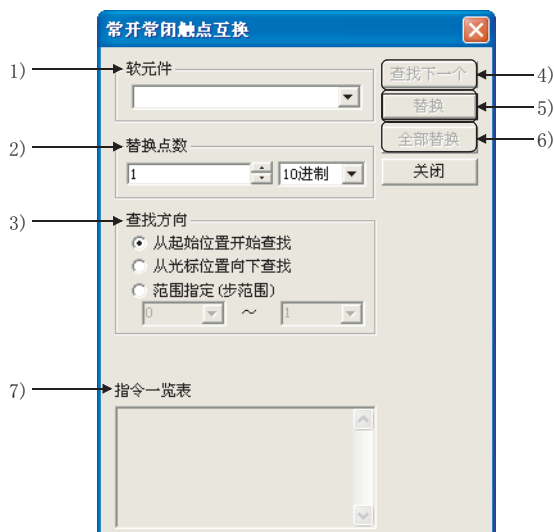 常开常闭触点互换
1)
软元件
查找下一个
4)
替换
5)
全部替换
6)
关闭
2)
替换点数
1
10进制
3)
查找方向
从起始位置开始查找
从光标位置向下查找
范围指定(步范围)
0 ～ 1
7)
指令一览表